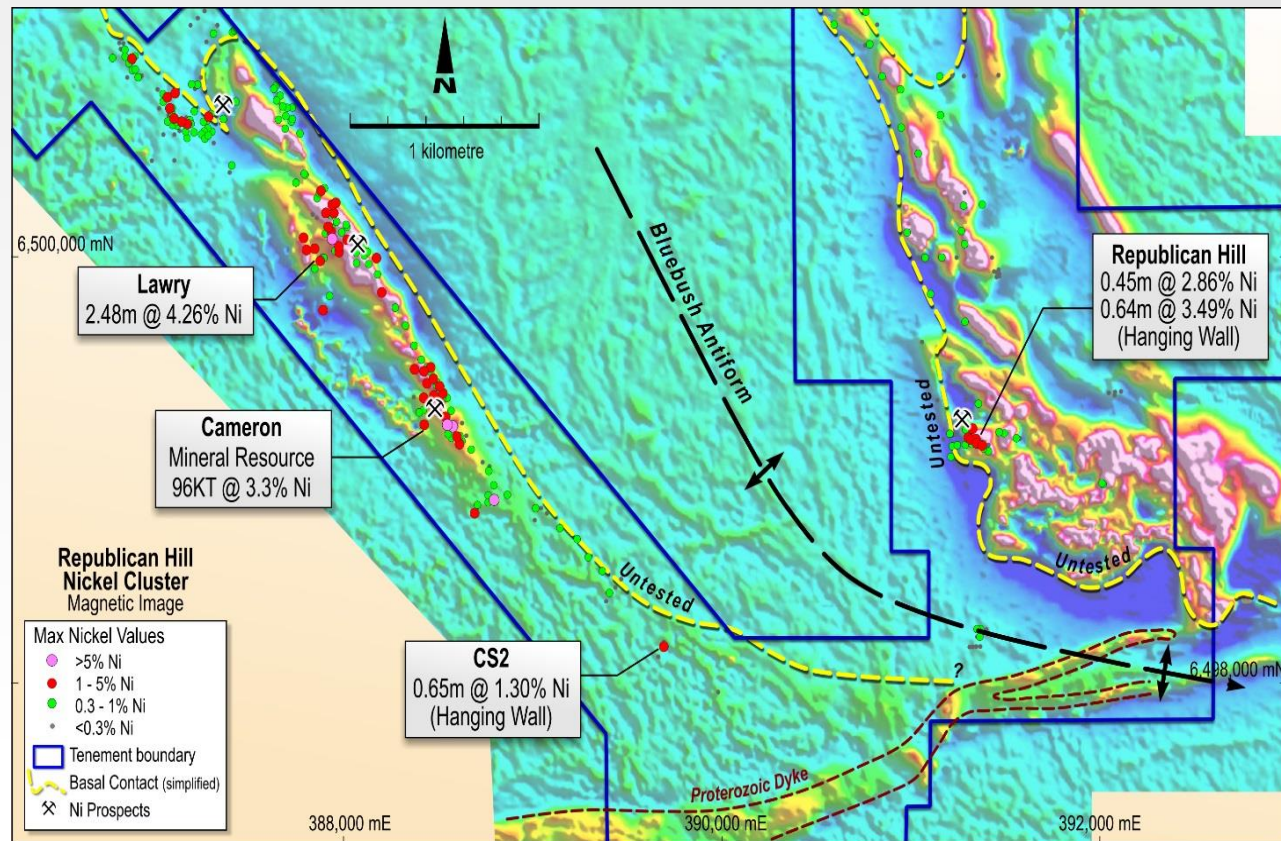 N
1 kilometre
6,500,000 mN
Lawry
2.48m @ 4.26% Ni
Bluebush Antiform
Republican Hill
0.45m @ 2.86% Ni
0.64m @ 3.49% Ni
(Hanging Wall)
Untested
Cameron
Mineral Resource
96KT @ 3.3% Ni
Untested
Untested
CS2
0.65m @ 1.30% Ni
(Hanging Wall)
?
6,498,000 mN
Republican Hill
Nickel Cluster
Magnetic Image
Max Nickel Values
>5% Ni
1 - 5% Ni
0.3 - 1% Ni
<0.3% Ni
Tenement boundary
Basal Contact (simplified)
Ni Prospects
Proterozoic Dyke
388,000 mE
390,000 mE
392,000 mE